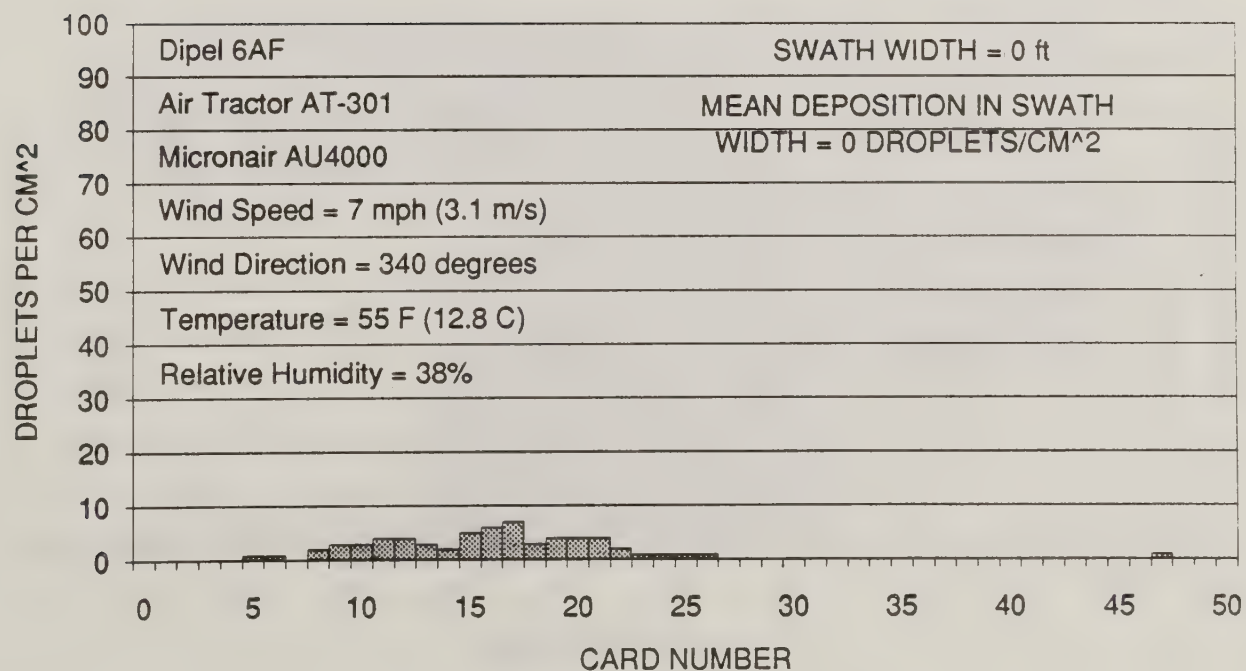 100
90
80
70
60
50
40
30
20
10
0
DROPLETS PER CM^2
Dipel 6AF
SWATH WIDTH = 0 ft
Air Tractor AT-301
MEAN DEPOSITION IN SWATH
WIDTH = 0 DROPLETS/CM^2
Micronair AU4000
Wind Speed = 7 mph (3.1 m/s)
Wind Direction = 340 degrees
Temperature = 55 F (12.8 C)
Relative Humidity = 38%
0 5 10 15 20 25 30 35 40 45 50
CARD NUMBER